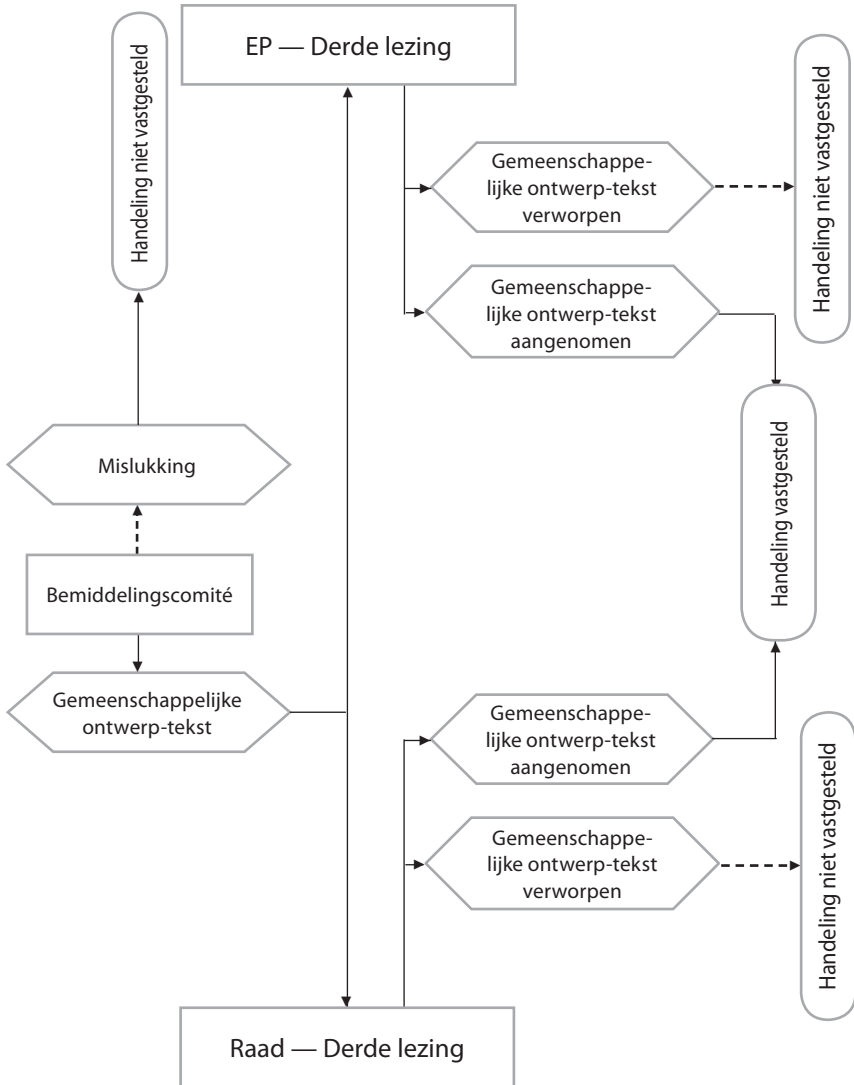 EP — Derde lezing
Handeling niet vastgesteld
Handeling niet vastgesteld
Gemeenschappe-
lijke ontwerp-tekst
verworpen
Gemeenschappe-
lijke ontwerp-tekst
aangenomen
Mislukking
Handeling vastgesteld
Bemiddelingscomité
Gemeenschappelijke
ontwerp-tekst
Gemeenschappe-
lijke ontwerp-tekst
aangenomen
Gemeenschappe-
lijke ontwerp-tekst
verworpen
Handeling niet vastgesteld
Raad — Derde lezing